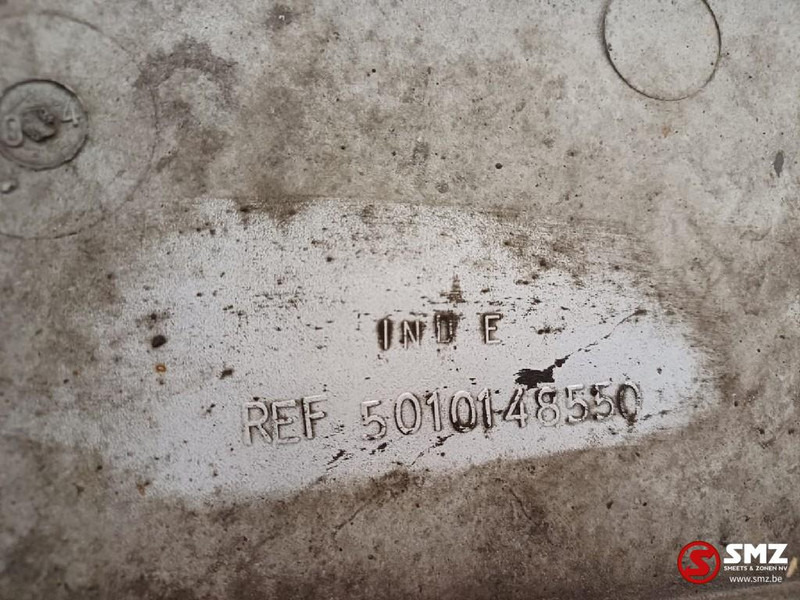 IND E
REF 5010148550
SMZ
SMEETS & ZONEN NV
www.smz.be